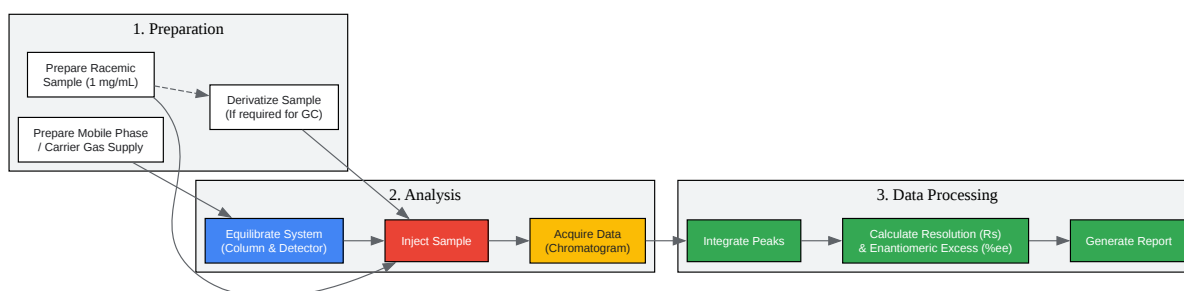 1. Preparation
Prepare Racemic
Sample (1 mg/mL)
Derivatize Sample
(If required for GC)
Prepare Mobile Phase
/ Carrier Gas Supply
2. Analysis
Equilibrate System
(Column & Detector)
Inject Sample
Acquire Data
(Chromatogram)
3. Data Processing
Integrate Peaks
Calculate Resolution (Rs)
& Enantiomeric Excess (%ee)
Generate Report